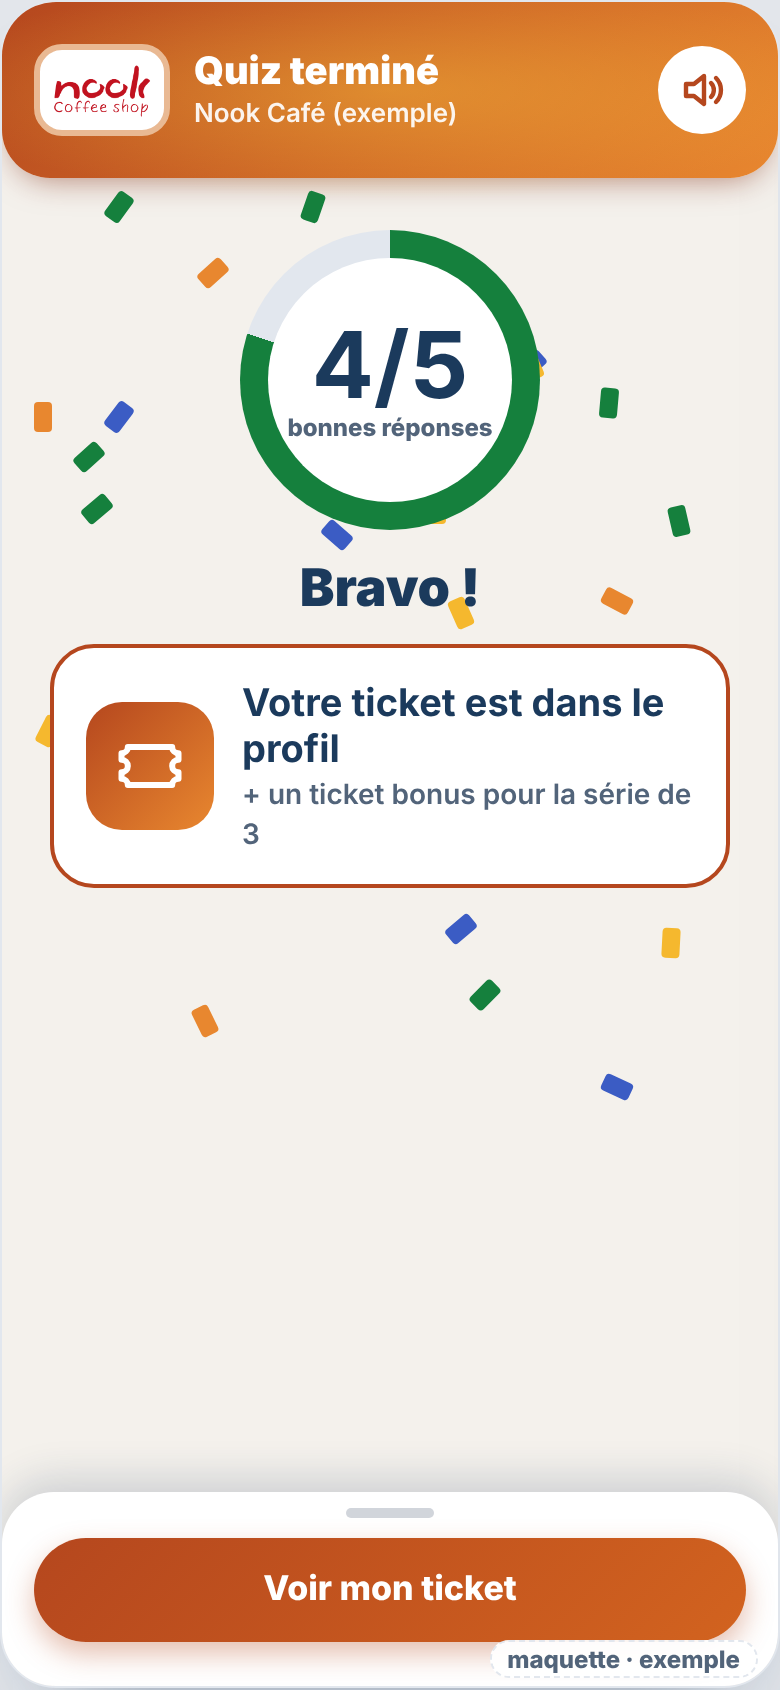 nook
Coffee shop
Quiz terminé
Nook Café (exemple)
4/5
bonnes réponses
Bravo !
Votre ticket est dans le
profil
+ un ticket bonus pour la série de
3
Voir mon ticket
maquette · exemple